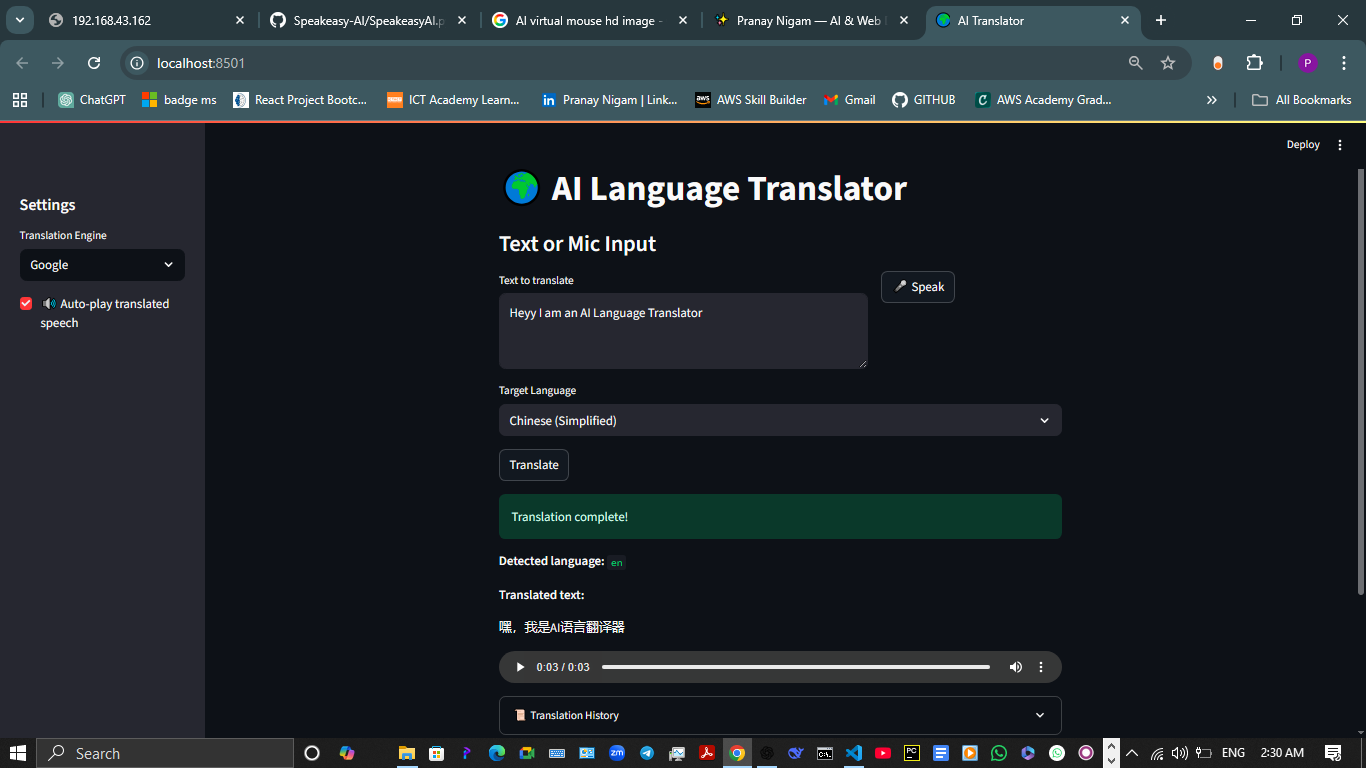 192.168.43.162
Speakeasy-AI/SpeakeasyAI.p
AI virtual mouse hd image -
Pranay Nigam — AI & Web
AI Translator
localhost:8501
P
ChatGPT
badge ms
React Project Bootc...
ICT Academy Learn...
Pranay Nigam | Link...
AWS Skill Builder
Gmail
GITHUB
AWS Academy Grad...
All Bookmarks
Deploy
Settings
Translation Engine
Google
Auto-play translated
speech
AI Language Translator
Text or Mic Input
Text to translate
Speak
Heyy I am an AI Language Translator
Target Language
Chinese (Simplified)
Translate
Translation complete!
Detected language: en
Translated text:
嘿，我是AI语言翻译器
0:03 / 0:03
Translation History
Search
ENG
2:30 AM